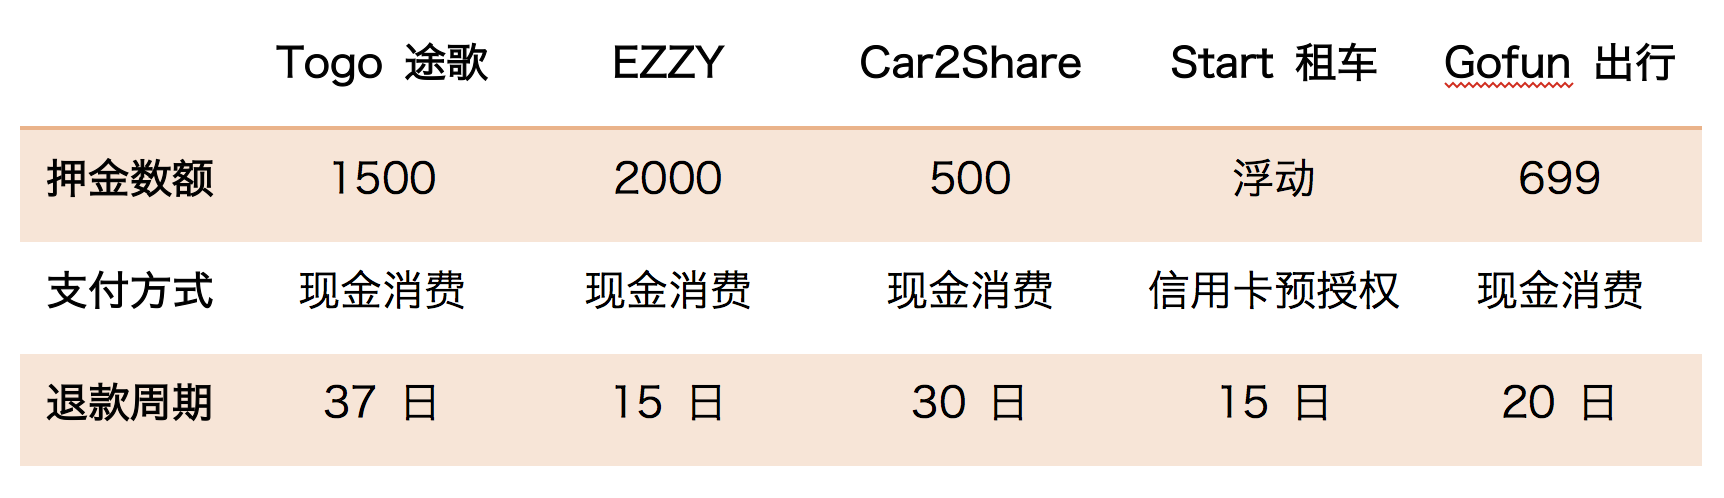 Togo 途歌 EZZY Car2Share Start 租车 Gofun 出行
押金数额 1500 2000 500 浮动 699
支付方式 现金消费 现金消费 现金消费 信用卡预授权 现金消费
退款周期 37 日 15 日 30 日 15 日 20 日